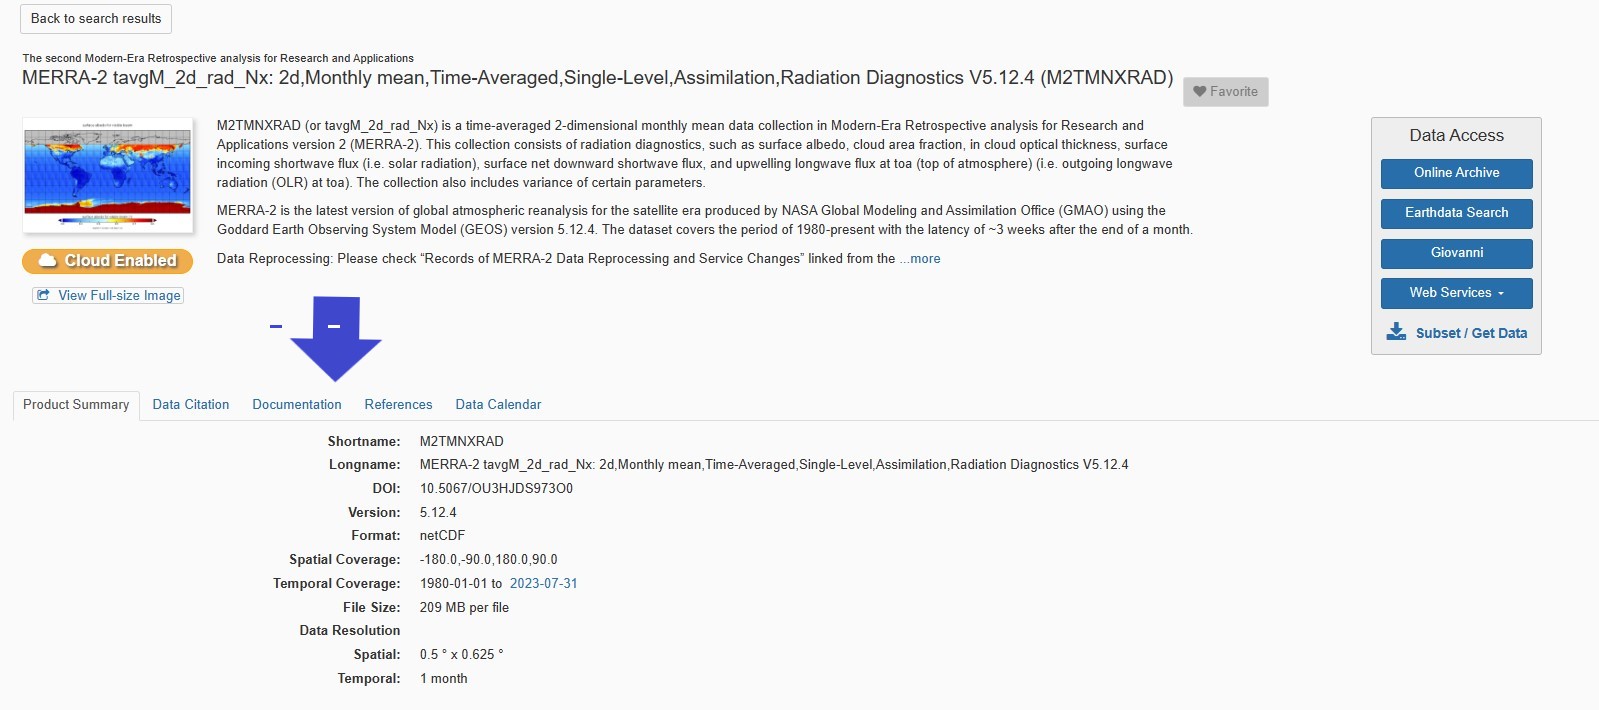 Back to search results
The second Modern-Era Retrospective analysis for Research and Applications
MERRA-2 tavgM_2d_rad_Nx: 2d,Monthly mean,Time-Averaged,Single-Level,Assimilation,Radiation Diagnostics V5.12.4 (M2TMNXRAD)
Favorite
M2TMNXRAD (or tavgM_2d_rad_Nx) is a time-averaged 2-dimensional monthly mean data collection in Modern-Era Retrospective analysis for Research and
Applications version 2 (MERRA-2). This collection consists of radiation diagnostics, such as surface albedo, cloud area fraction, in cloud optical thickness, surface
incoming shortwave flux (i.e. solar radiation), surface net downward shortwave flux, and upwelling longwave flux at toa (top of atmosphere) (i.e. outgoing longwave
radiation (OLR) at toa). The collection also includes variance of certain parameters.
MERRA-2 is the latest version of global atmospheric reanalysis for the satellite era produced by NASA Global Modeling and Assimilation Office (GMAO) using the
Goddard Earth Observing System Model (GEOS) version 5.12.4. The dataset covers the period of 1980-present with the latency of ~3 weeks after the end of a month.
Data Reprocessing: Please check “Records of MERRA-2 Data Reprocessing and Service Changes” linked from the ...more
Cloud Enabled
View Full-size Image
Data Access
Online Archive
Earthdata Search
Giovanni
Web Services
Subset / Get Data
Product Summary Data Citation Documentation References Data Calendar
Shortname: M2TMNXRAD
Longname: MERRA-2 tavgM_2d_rad_Nx: 2d,Monthly mean,Time-Averaged,Single-Level,Assimilation,Radiation Diagnostics V5.12.4
DOI: 10.5067/OU3HJDS973O0
Version: 5.12.4
Format: netCDF
Spatial Coverage: -180.0,-90.0,180.0,90.0
Temporal Coverage: 1980-01-01 to 2023-07-31
File Size: 209 MB per file
Data Resolution
Spatial: 0.5 ° x 0.625 °
Temporal: 1 month